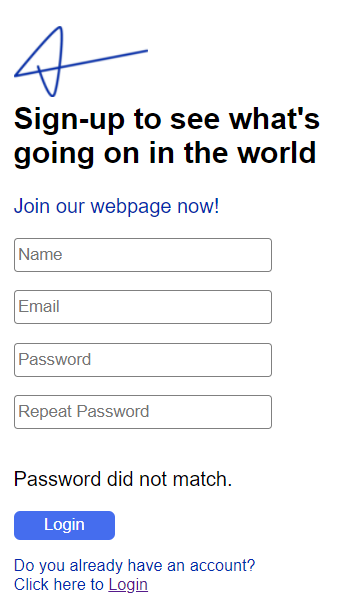 Sign-up to see what's
going on in the world
Join our webpage now!
Name
Email
Password
Repeat Password
Password did not match.
Login
Do you already have an account?
Click here to Login